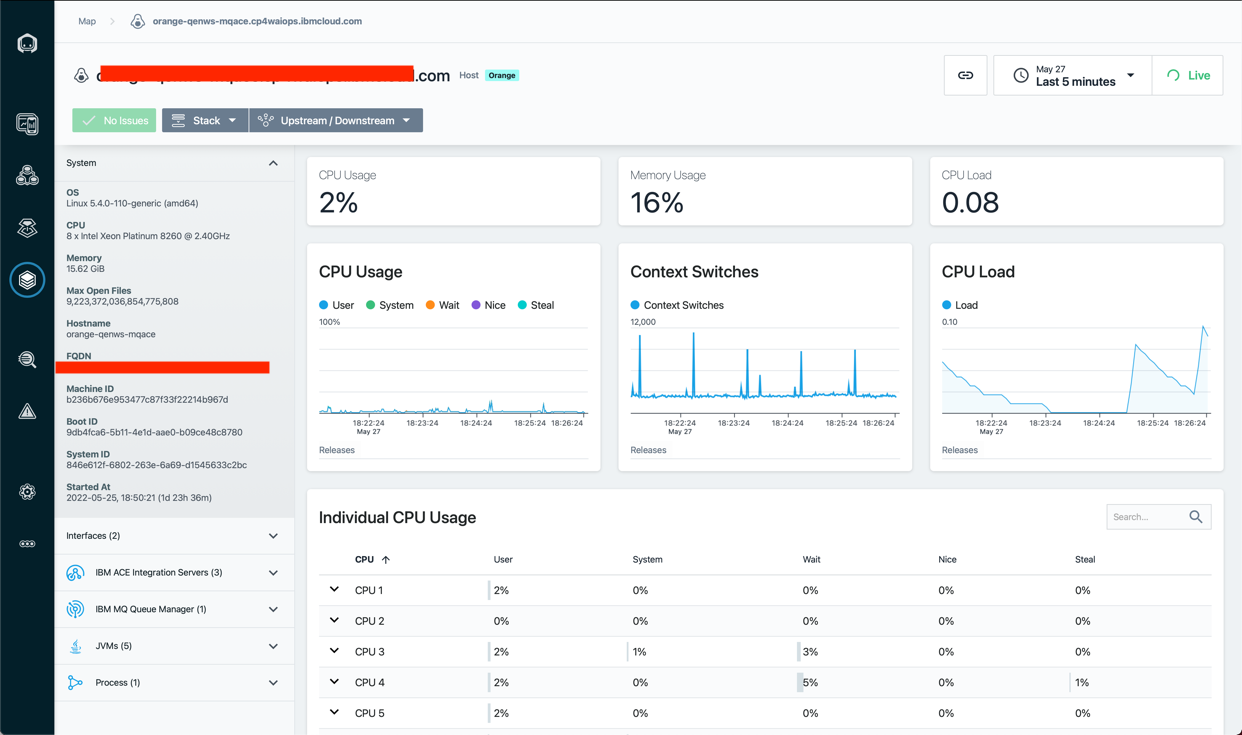 Map
orange-qenws-mqace.cp4waiops.ibmcloud.com
.com Host Orange
May 27
Last 5 minutes
Live
No Issues
Stack
Upstream / Downstream
System
OS
Linux 5.4.0-110-generic (amd64)
CPU
8 x Intel Xeon Platinum 8260 @ 2.40GHz
Memory
15.62 GiB
Max Open Files
9,223,372,036,854,775,808
Hostname
orange-qenws-mqace
FQDN
Machine ID
b236b676e953477c87f33f22214b967d
Boot ID
9db4fca6-5b11-4e1d-aae0-b09ce48c8780
System ID
846e612f-6802-263e-6a69-d1545633c2bc
Started At
2022-05-25, 18:50:21 (1d 23h 36m)
Interfaces (2)
IBM ACE Integration Servers (3)
IBM MQ Queue Manager (1)
JVMs (5)
Process (1)
CPU Usage
2%
Memory Usage
16%
CPU Load
0.08
CPU Usage
User System Wait Nice Steal
100%
18:22:24 18:23:24 18:24:24 18:25:24 18:26:24
May 27
Releases
Context Switches
Context Switches
12,000
18:22:24 18:23:24 18:24:24 18:25:24 18:26:24
May 27
Releases
CPU Load
Load
0.10
18:22:24 18:23:24 18:24:24 18:25:24 18:26:24
May 27
Releases
Individual CPU Usage
Search...
CPU User System Wait Nice Steal
CPU 1 2% 0% 0% 0% 0%
CPU 2 0% 0% 0% 0% 0%
CPU 3 2% 1% 3% 0% 0%
CPU 4 2% 0% 5% 0% 1%
CPU 5 2% 0% 0% 0% 0%